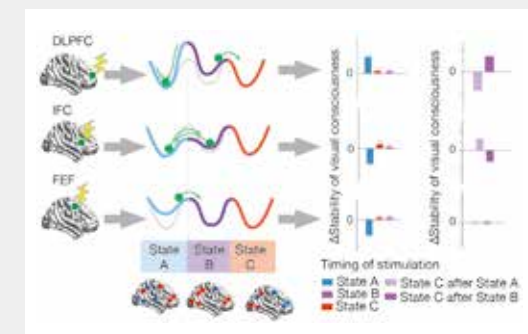 DLPFC
IFC
FEF
State A
State B
State C
0
0
0
ΔStability of visual consciousness
0
0
0
ΔStability of visual consciousness
Timing of stimulation
State A
State B
State C
State C after State A
State C after State B